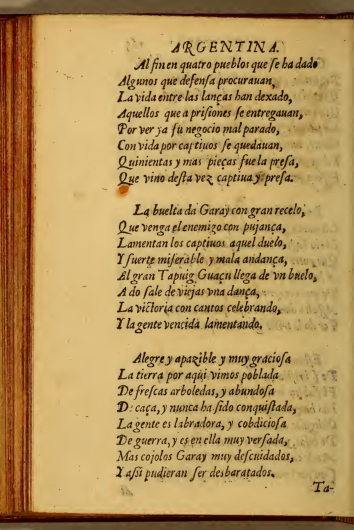 ARGENTINA.
Al fin en quatro pueblos que ſe ha dado
Algunos que defenſa procurauan,
La vida entre las lanças han dexado,
Aquellos que a priſiones ſe entregauan,
Por ver ya ſu negocio mal parado,
Con vida por captiuos ſe quedauan,
Quinientas y mas pieças fue la preſa,
Que vino deſta vez captiua y preſa.
La buelta da Garay con gran recelo,
Que venga el enemigo con pujança,
Lamentan los captiuos aquel duelo,
Y fuerte miſerable y mala andança,
Al gran Tapuig Guaçu llega de vn buelo,
A do ſale de viejas vna dança,
La victoria con cantos celebrando,
Y la gente vencida lamentando.
Alegre y apazible y muy gracioſa
La tierra por aqui vimos poblada
De freſcas arboledas, y abundoſa
D: caça, y nunca ha ſido conquiſtada,
La gente es labradora, y cobdicioſa
De guerra, y es en ella muy verſada,
Mas cojolos Garay muy deſcuidados,
Y aſsi pudieran ſer desbaratados.
Ta-